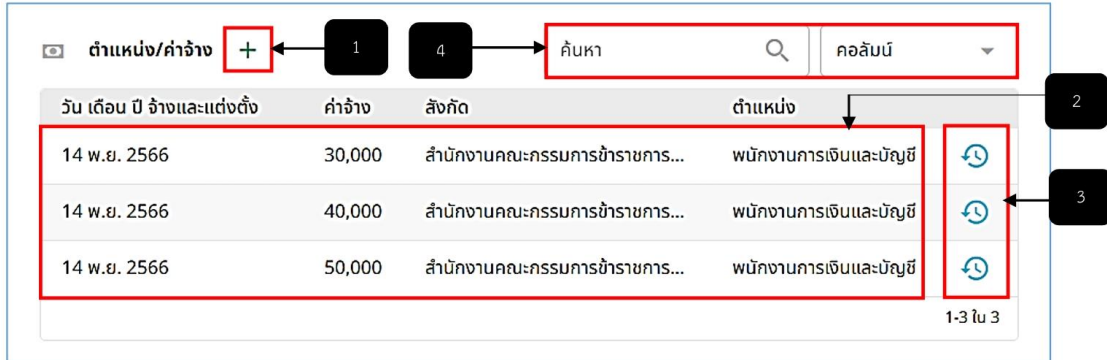 ตำแหน่ง/ค่าจ้าง + 1 4 ค้นหา คอลัมน์
วัน เดือน ปี จ้างและแต่งตั้ง ค่าจ้าง สังกัด ตำแหน่ง 2
14 พ.ย. 2566 30,000 สำนักงานคณะกรรมการข้าราชการ... พนักงานการเงินและบัญชี
14 พ.ย. 2566 40,000 สำนักงานคณะกรรมการข้าราชการ... พนักงานการเงินและบัญชี 3
14 พ.ย. 2566 50,000 สำนักงานคณะกรรมการข้าราชการ... พนักงานการเงินและบัญชี
1-3 ใน 3